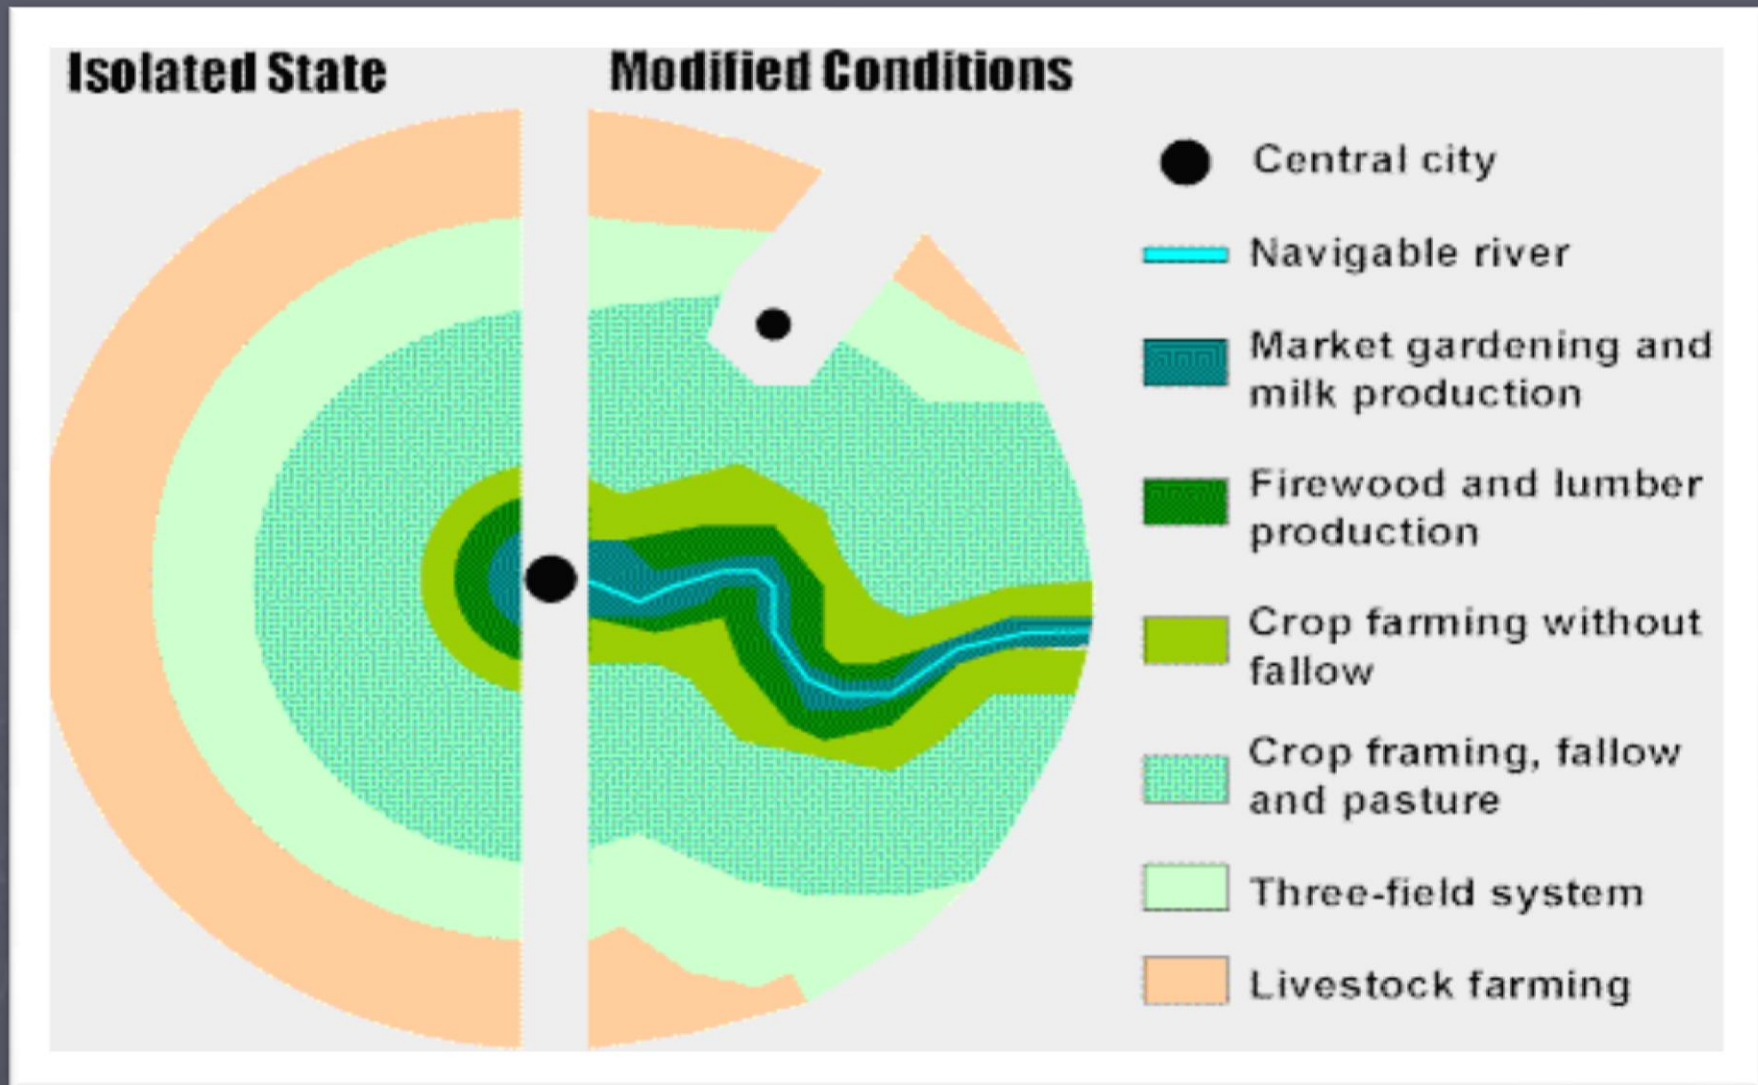 Isolated State
Modified Conditions
Central city
Navigable river
Market gardening and
milk production
Firewood and lumber
production
Crop farming without
fallow
Crop framing, fallow
and pasture
Three-field system
Livestock farming